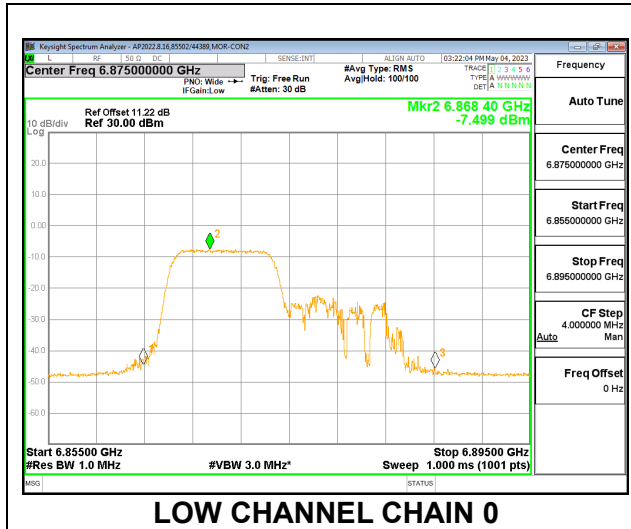 Keysight Spectrum Analyzer - AP2022.8.16,85502/44389,MOR-CON2
L RF 50 Ω DC SENSE:INT ALIGN AUTO 03:22:04 PM May 04, 2023
Center Freq 6.875000000 GHz
PNO: Wide
IFGain:Low
Trig: Free Run
#Atten: 30 dB
#Avg Type: RMS
Avg|Hold: 100/100
TRACE 1 2 3 4 5 6
TYPE A WWWWW
DET A N N N N N
Frequency
Auto Tune
Center Freq
6.875000000 GHz
Start Freq
6.855000000 GHz
Stop Freq
6.895000000 GHz
CF Step
4.000000 MHz
Auto Man
Freq Offset
0 Hz
Ref Offset 11.22 dB
Ref 30.00 dBm
10 dB/div
Log
Mkr2 6.868 40 GHz
-7.499 dBm
20.0
10.0
0.00
-10.0
-20.0
-30.0
-40.0
-50.0
-60.0
2
3
Start 6.85500 GHz
Stop 6.89500 GHz
#Res BW 1.0 MHz
#VBW 3.0 MHz*
Sweep 1.000 ms (1001 pts)
MSG
STATUS
LOW CHANNEL CHAIN 0